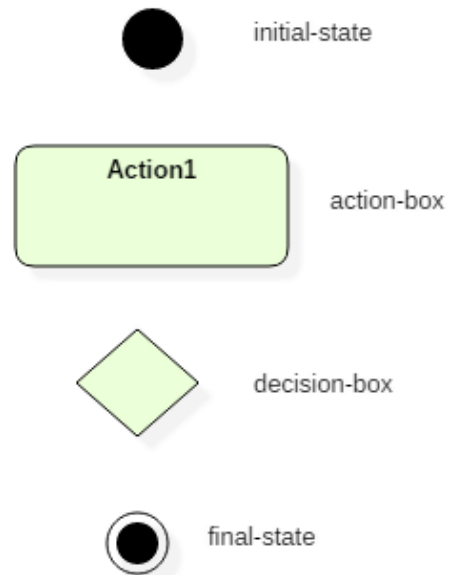 initial-state
Action1
action-box
decision-box
final-state